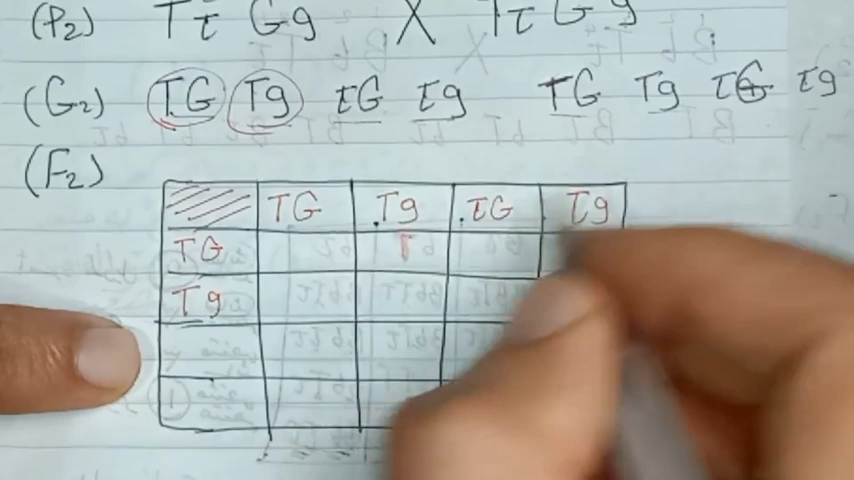 (P2) Tt Gg X Tt Gg
(G2) TG Tg tG tg TG Tg tG tg
(F2)
TG Tg tG tg
TG T
Tg